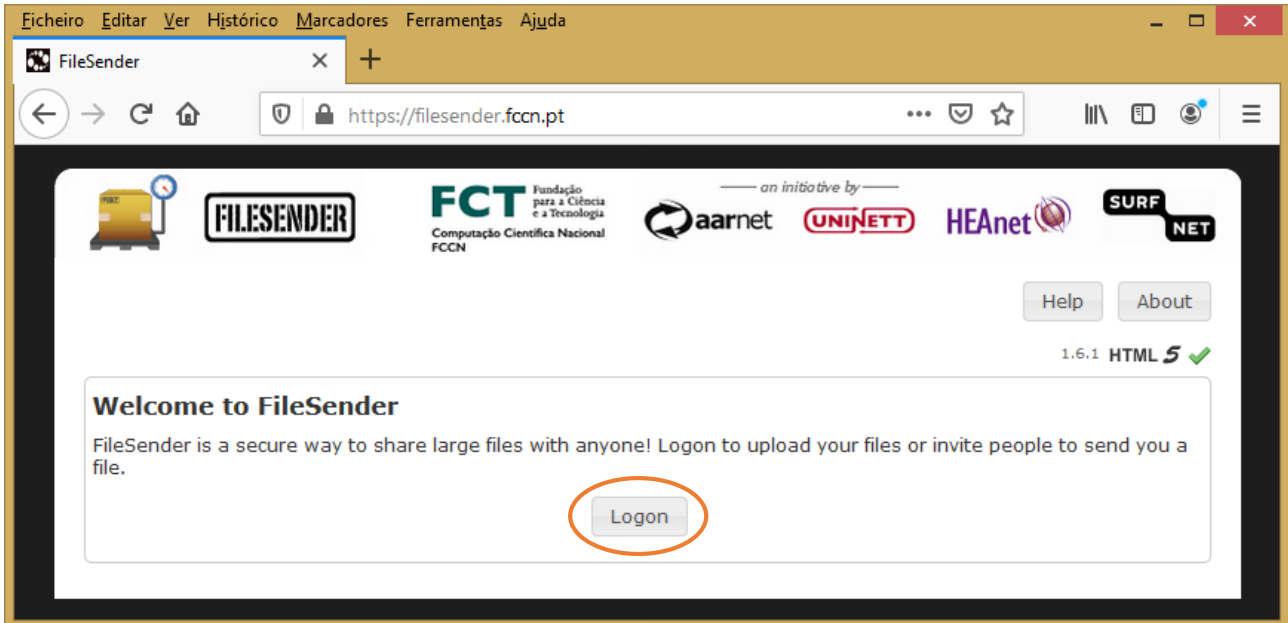 Ficheiro Editar Ver Histórico Marcadores Ferramentas Ajuda
FileSender
https://filesender.fccn.pt
FILESENDER
FCT Fundação
para a Ciência
e a Tecnologia
Computação Científica Nacional
FCCN
an initiative by
aarnet
UNINETT
HEAnet
SURF
NET
Help About
1.6.1 HTML 5
Welcome to FileSender
FileSender is a secure way to share large files with anyone! Logon to upload your files or invite people to send you a
file.
Logon